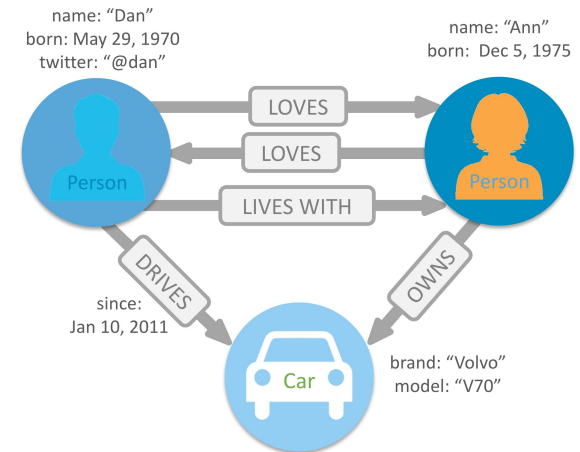 name: “Dan”
born: May 29, 1970
twitter: “@dan”
name: “Ann”
born:  Dec 5, 1975
LOVES
LOVES
Person
Person
LIVES WITH
DRIVES
OWNS
since:
Jan 10, 2011
Car
brand: “Volvo”
model: “V70”